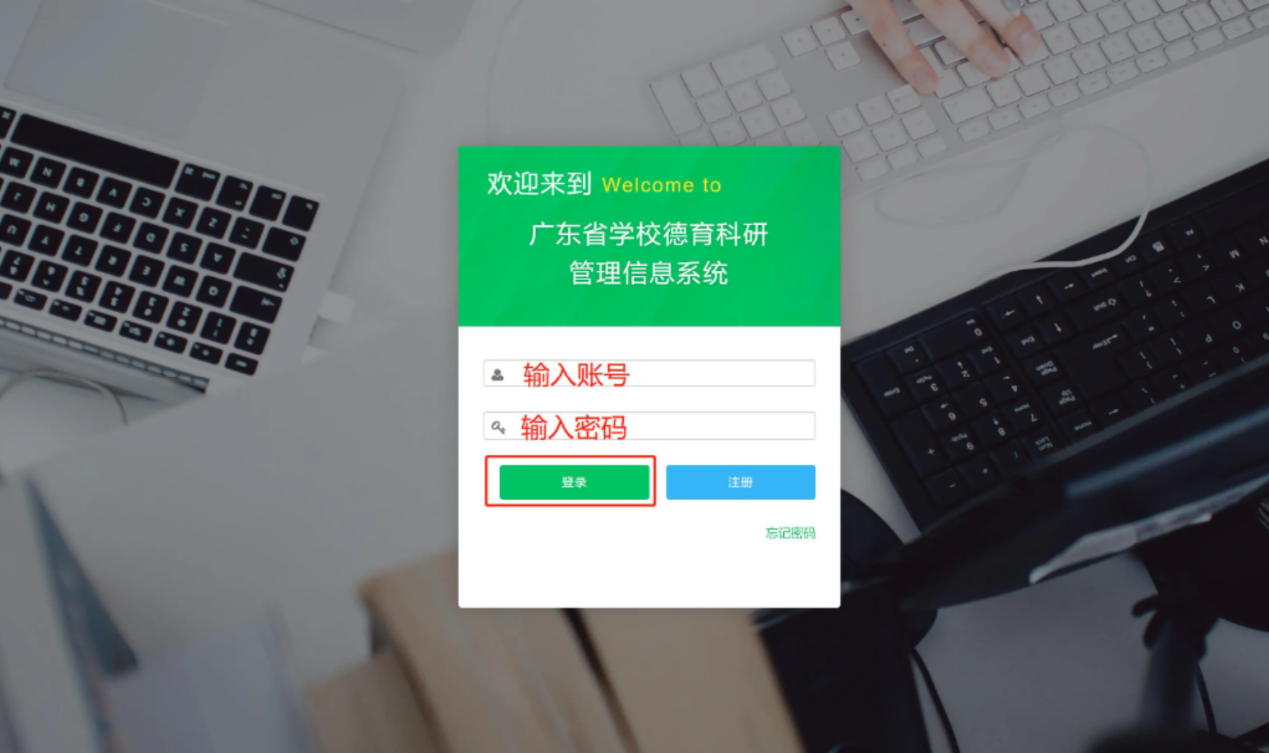 欢迎来到 Welcome to
广东省学校德育科研
管理信息系统
输入账号
输入密码
登录 注册
忘记密码